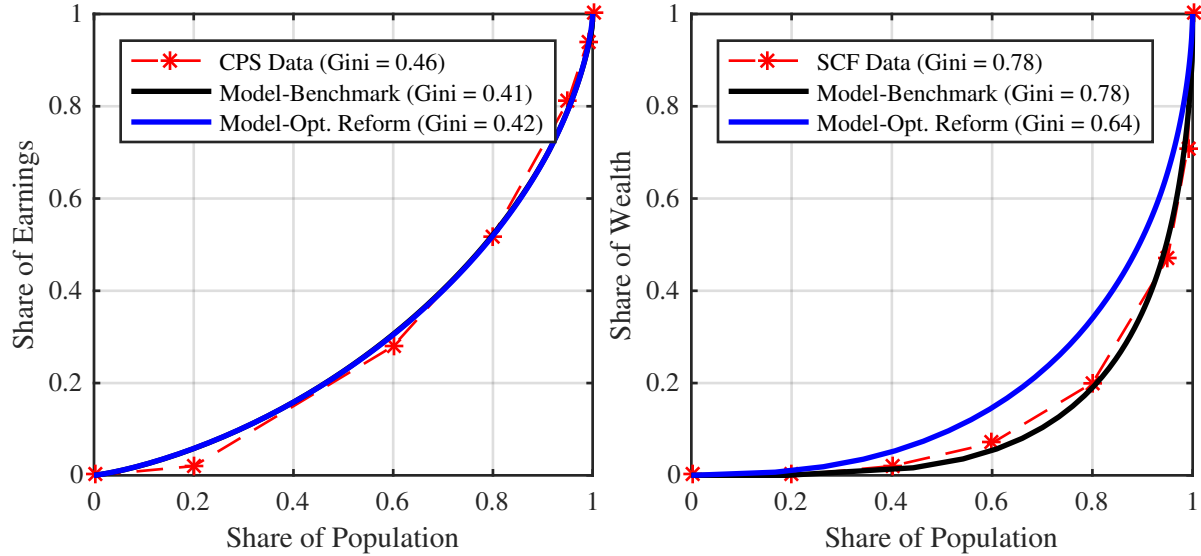 CPS Data (Gini = 0.46)
Model-Benchmark (Gini = 0.41)
Model-Opt. Reform (Gini = 0.42)
Share of Earnings
1
0.8
0.6
0.4
0.2
0
0
0.2
0.4
0.6
0.8
1
Share of Population
SCF Data (Gini = 0.78)
Model-Benchmark (Gini = 0.78)
Model-Opt. Reform (Gini = 0.64)
Share of Wealth
1
0.8
0.6
0.4
0.2
0
0
0.2
0.4
0.6
0.8
1
Share of Population